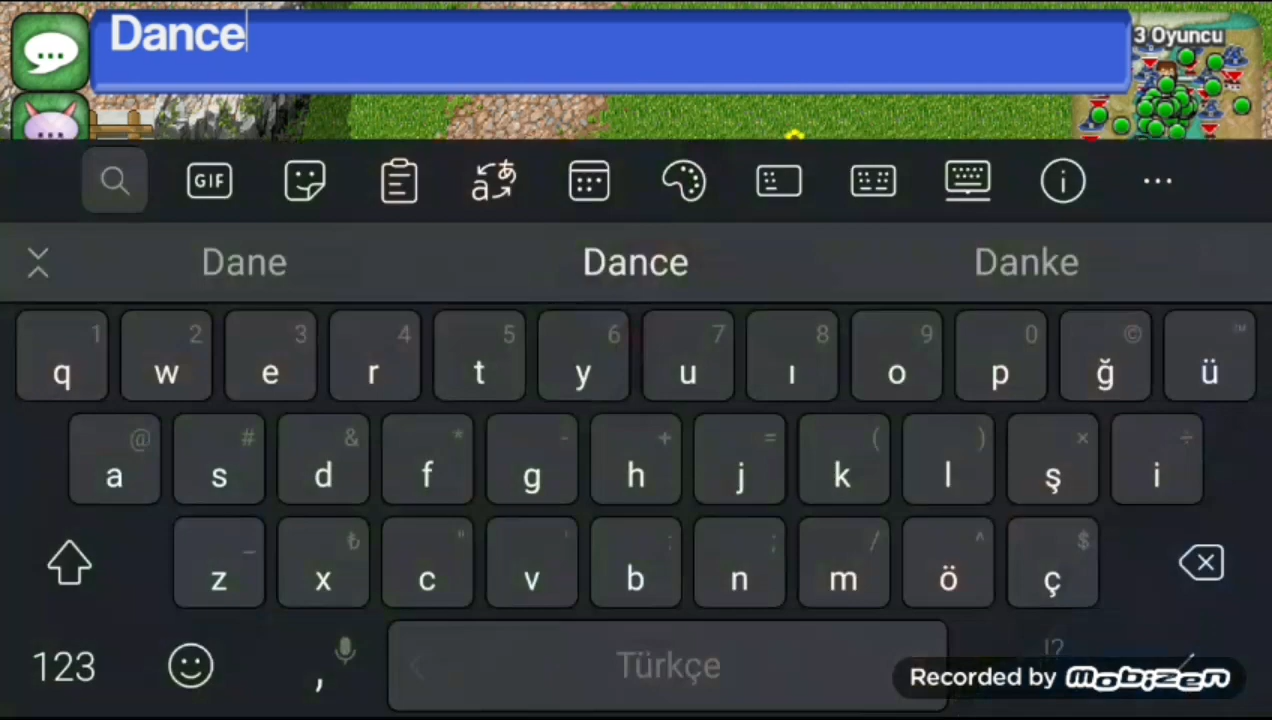 Dance
3 Oyuncu
GIF
a あ
Dane Dance Danke
1 2 3 4 5 6 7 8 9 0 © ™
q w e r t y u ı o p ğ ü
@ # & * - + = ( ) × ÷
a s d f g h j k l ş i
_ ₺ " ' : ; / ^ $
z x c v b n m ö ç
123 , Türkçe !?
Recorded by Mobizen